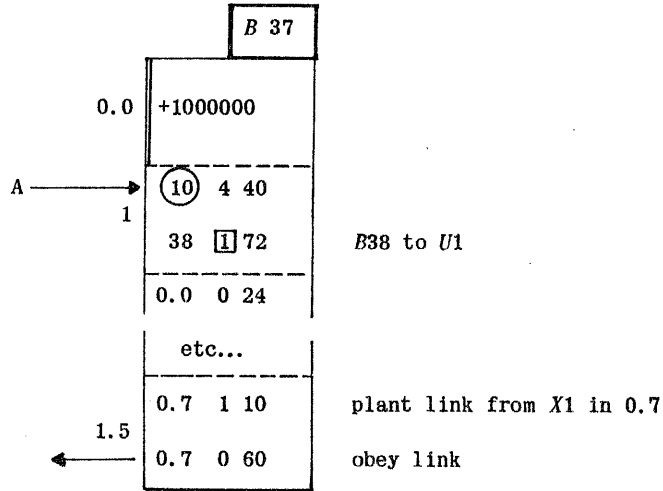 B 37
0.0 +1000000
A 10 4 40
1
38 1 72 B38 to U1
0.0 0 24
etc...
0.7 1 10 plant link from X1 in 0.7
1.5
0.7 0 60 obey link